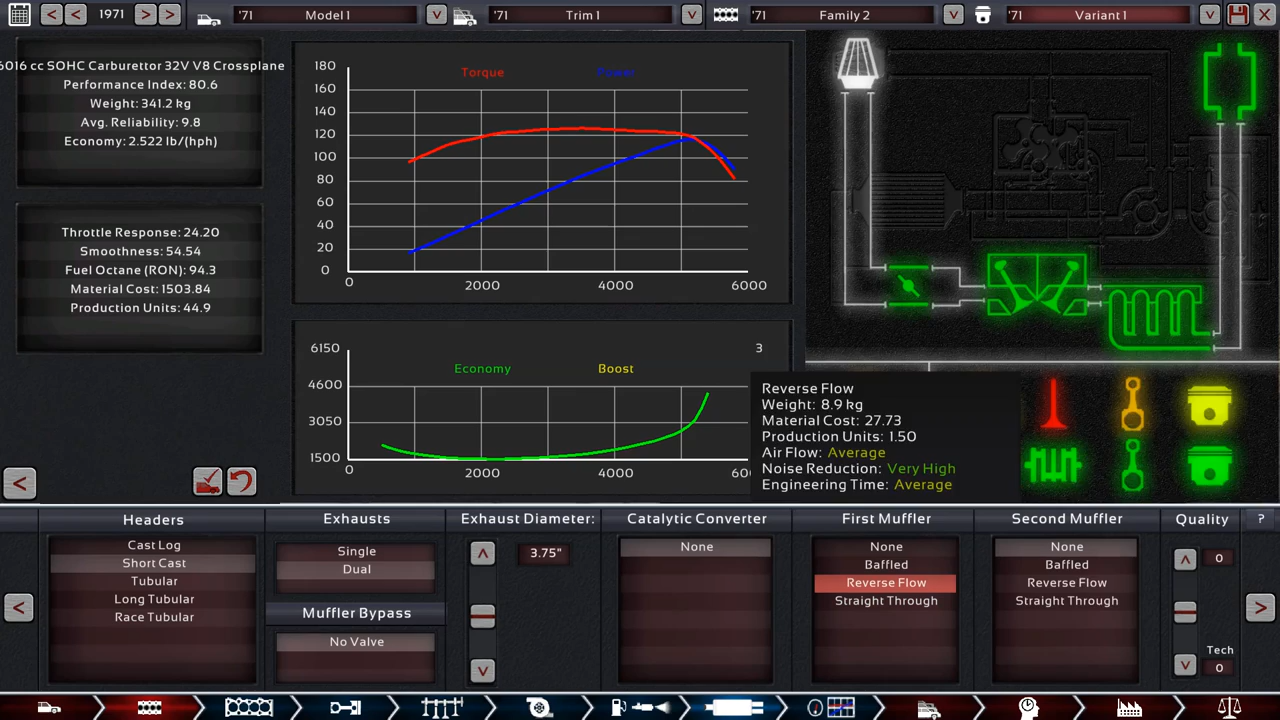 1971
'71 Model 1
'71 Trim 1
'71 Family 2
'71 Variant 1
6016 cc SOHC Carburettor 32V V8 Crossplane
Performance Index: 80.6
Weight: 341.2 kg
Avg. Reliability: 9.8
Economy: 2.522 lb/(hph)
Throttle Response: 24.20
Smoothness: 54.54
Fuel Octane (RON): 94.3
Material Cost: 1503.84
Production Units: 44.9
180
160
140
120
100
80
60
40
20
0
Torque
Power
0
2000
4000
6000
6150
4600
3050
1500
3
Economy
Boost
0
2000
4000
Reverse Flow
Weight: 8.9 kg
Material Cost: 27.73
Production Units: 1.50
Air Flow: Average
Noise Reduction: Very High
Engineering Time: Average
Headers
Cast Log
Short Cast
Tubular
Long Tubular
Race Tubular
Exhausts
Single
Dual
Muffler Bypass
No Valve
Exhaust Diameter:
3.75"
Catalytic Converter
None
First Muffler
None
Baffled
Reverse Flow
Straight Through
Second Muffler
None
Baffled
Reverse Flow
Straight Through
Quality
0
Tech
0
?